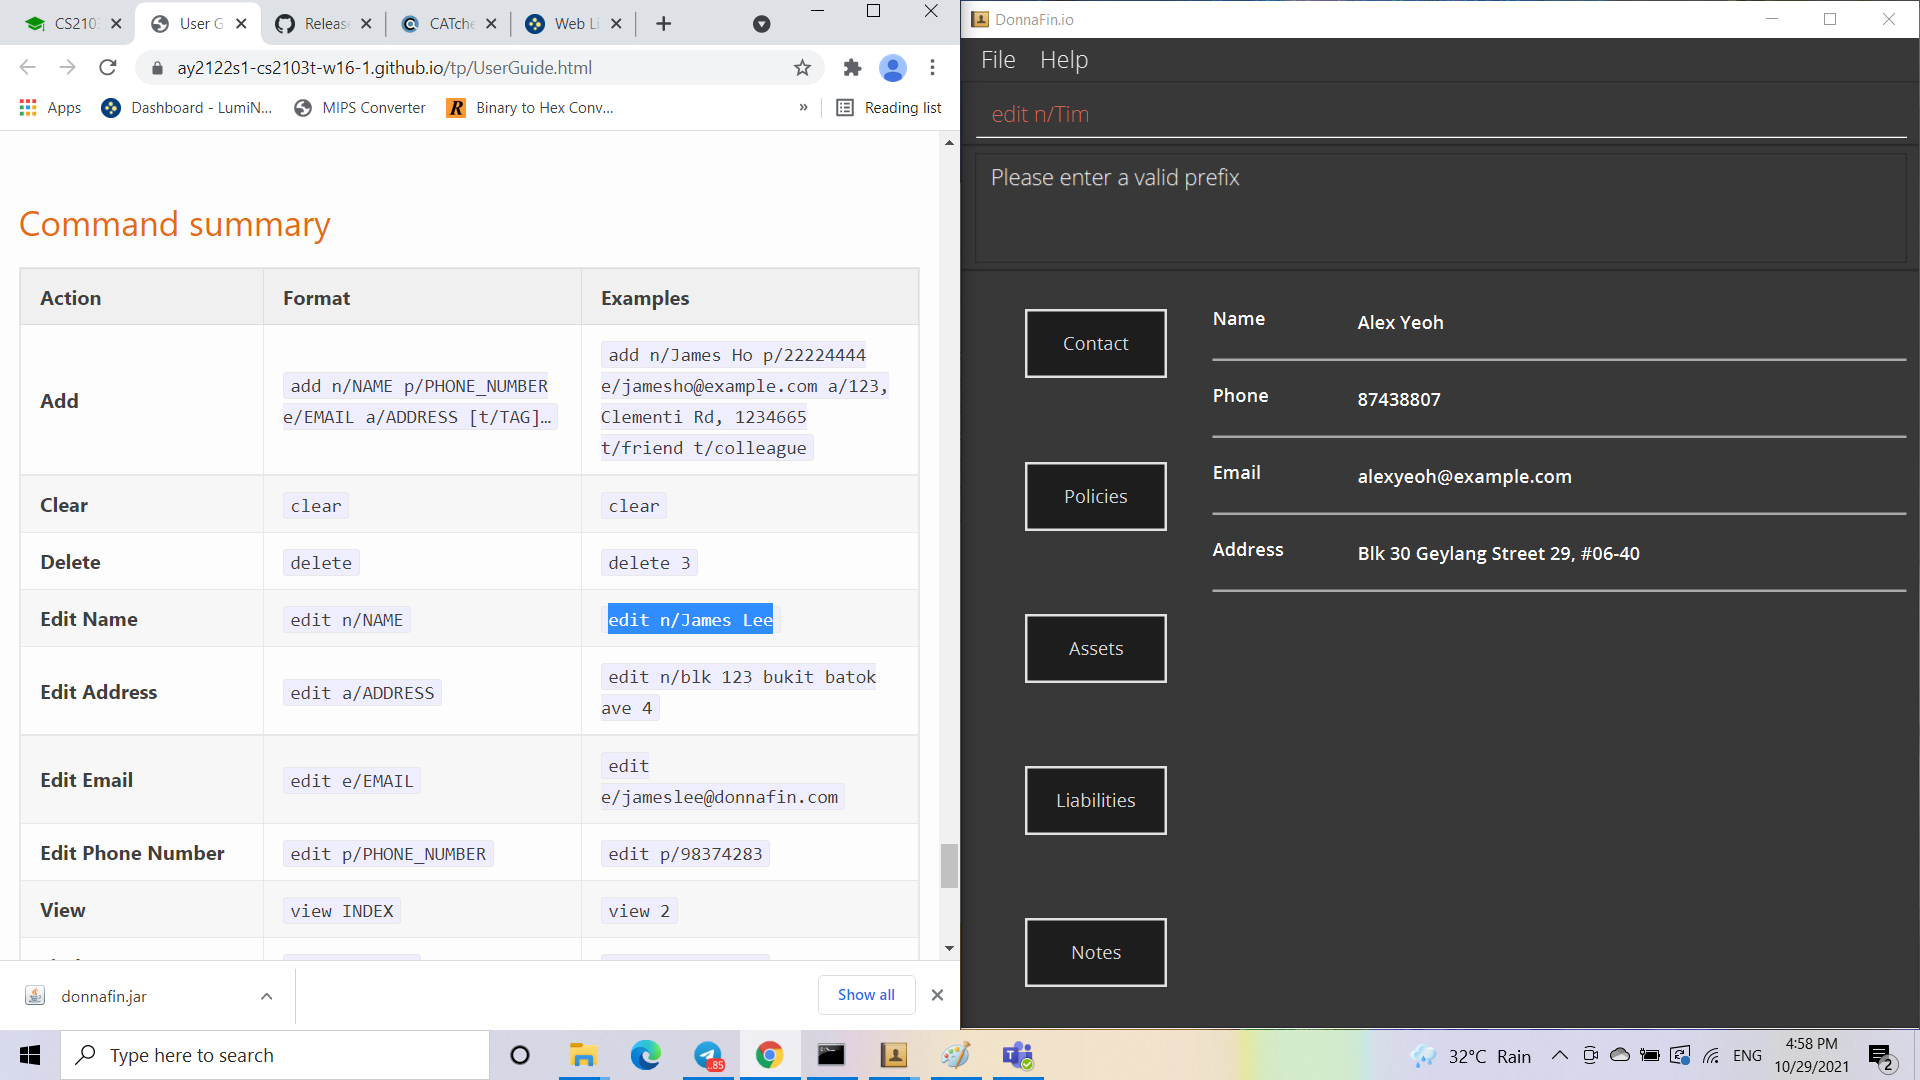 CS210
User G
Release
CATche
Web Li
ay2122s1-cs2103t-w16-1.github.io/tp/UserGuide.html
Apps
Dashboard - LumiN...
MIPS Converter
R
Binary to Hex Conv...
»
Reading list
Command summary
Action
Format
Examples
Add
add n/NAME p/PHONE_NUMBER
e/EMAIL a/ADDRESS [t/TAG]…
add n/James Ho p/22224444
e/jamesho@example.com a/123,
Clementi Rd, 1234665
t/friend t/colleague
Clear
clear
clear
Delete
delete
delete 3
Edit Name
edit n/NAME
edit n/James Lee
Edit Address
edit a/ADDRESS
edit n/blk 123 bukit batok
ave 4
Edit Email
edit e/EMAIL
edit
e/jameslee@donnafin.com
Edit Phone Number
edit p/PHONE_NUMBER
edit p/98374283
View
view INDEX
view 2
donnafin.jar
Show all
DonnaFin.io
File
Help
edit n/Tim
Please enter a valid prefix
Contact
Policies
Assets
Liabilities
Notes
Name
Alex Yeoh
Phone
87438807
Email
alexyeoh@example.com
Address
Blk 30 Geylang Street 29, #06-40
Type here to search
..85
32°C Rain
ENG
4:58 PM
10/29/2021
2